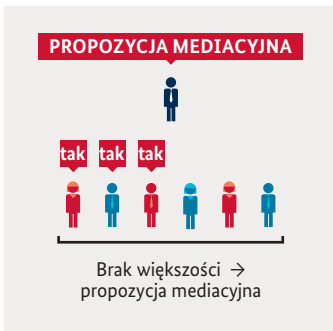 PROPOZYCJA MEDIACYJNA
tak tak tak
Brak większości →
propozycja mediacyjna